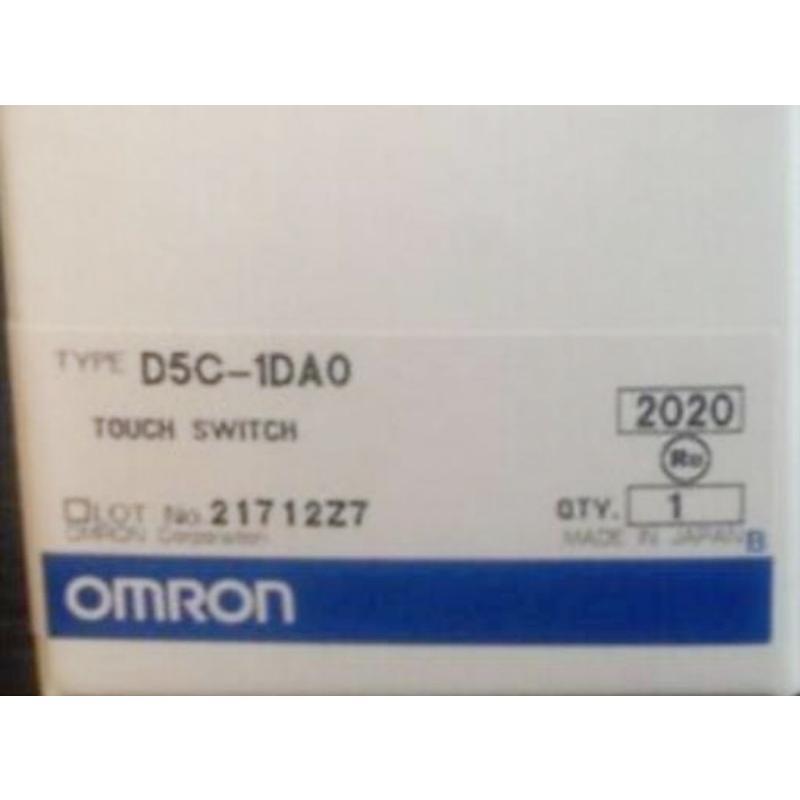 TYPE D5C-1DA0
TOUCH SWITCH
2020
Ro
LOT No. 21712Z7
QTY. 1
OMRON Corporation
MADE IN JAPAN B
OMRON